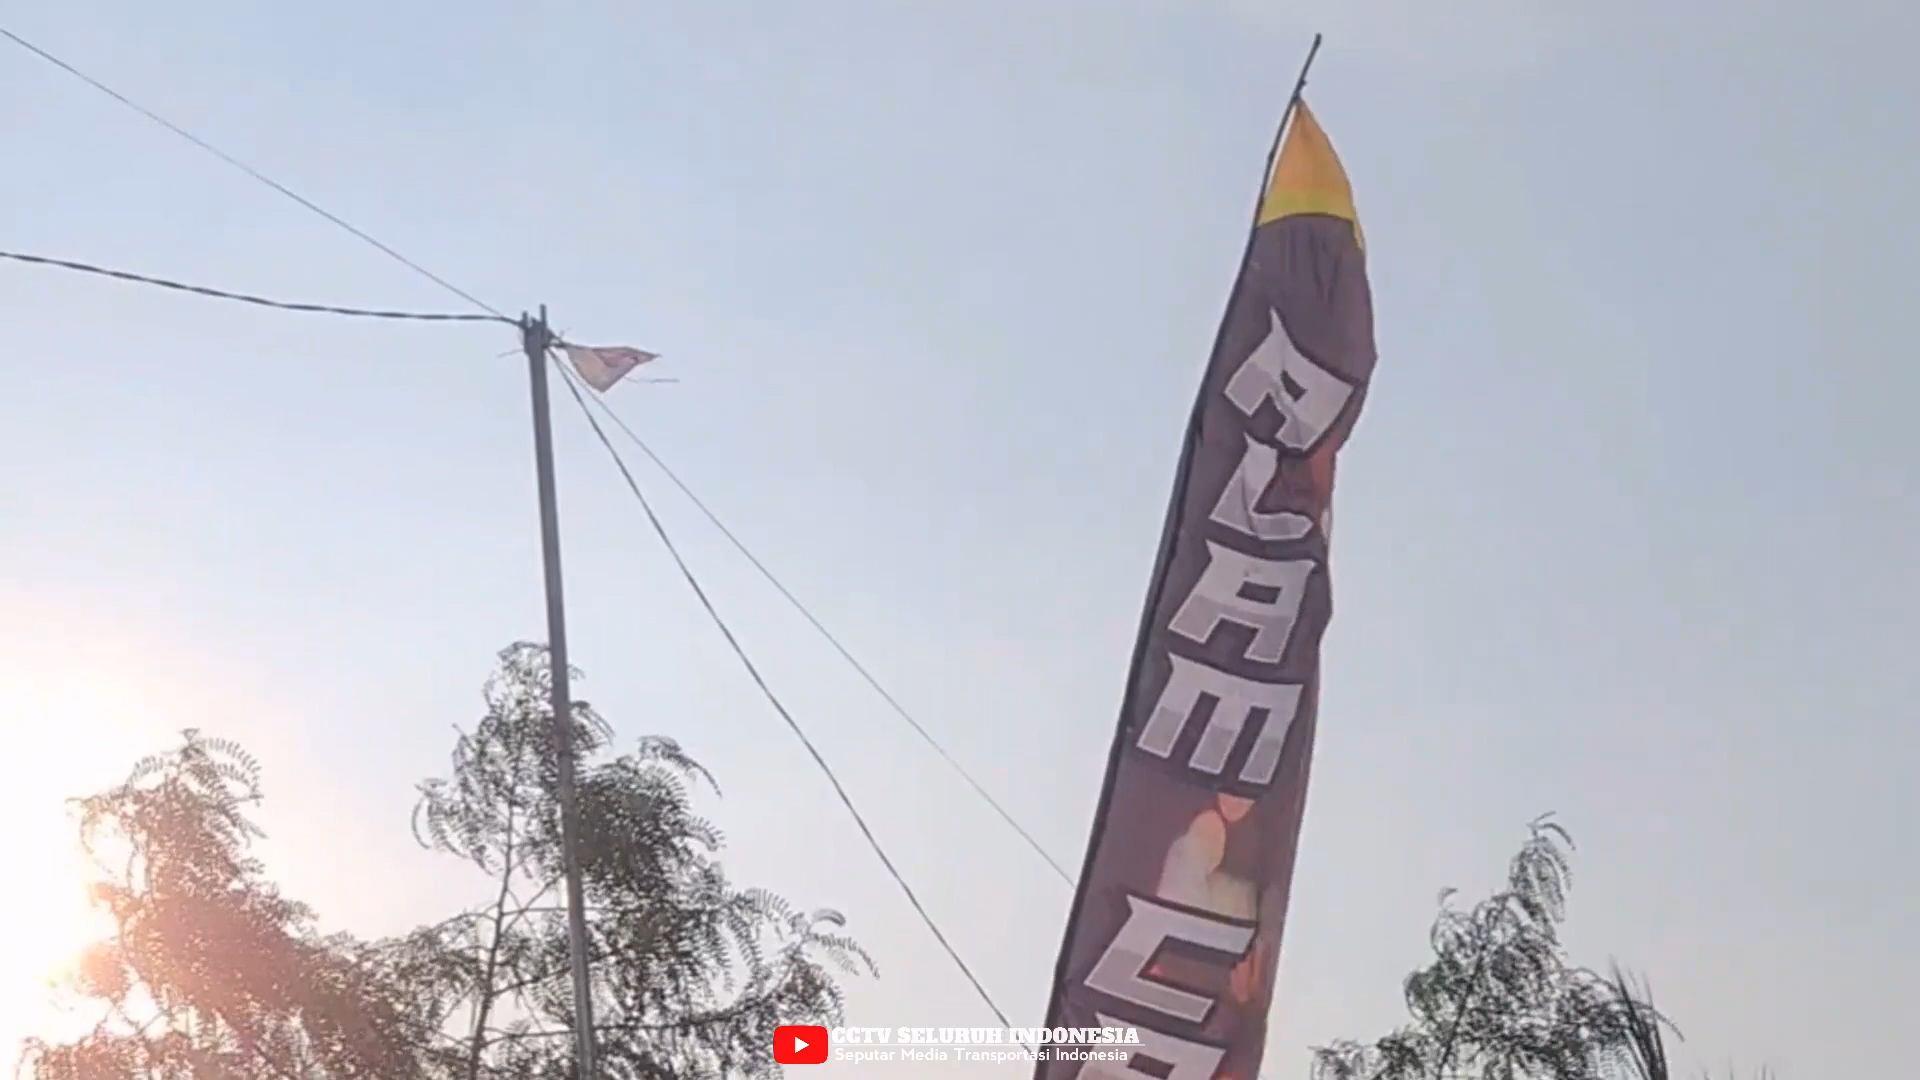 ALAM
CCTV SELURUH INDONESIA
Seputar Media Transportasi Indonesia